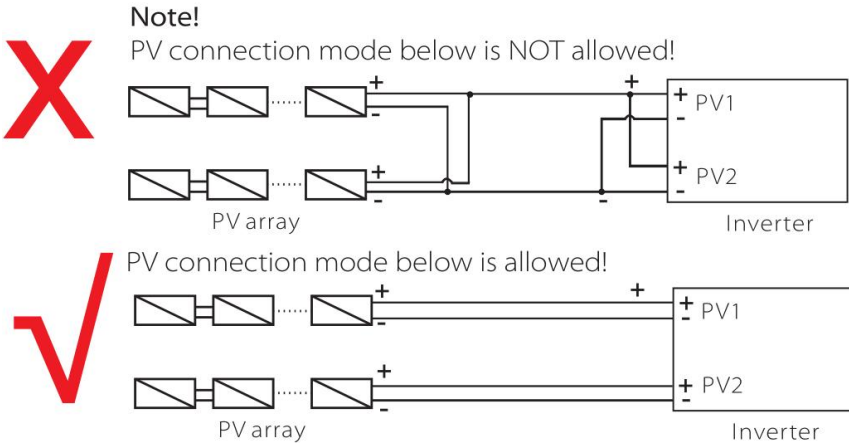 Note!
PV connection mode below is NOT allowed!
+ + + PV1
- -
+ + PV2
- - -
PV array Inverter
PV connection mode below is allowed!
+ + + PV1
- -
+ + PV2
- -
PV array Inverter